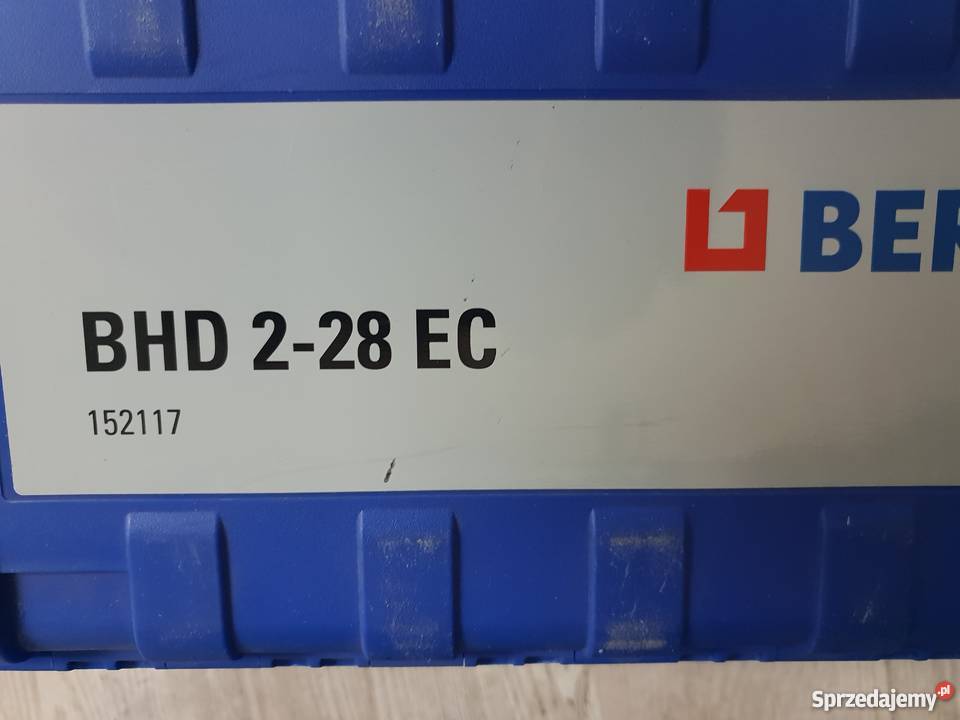 BER
BHD 2-28 EC
152117
Sprzedajemy.pl